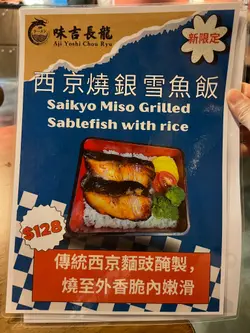 味吉長龍
Aji Yoshi Chou Ryu
新限定
西京燒銀雪魚飯
Saikyo Miso Grilled
Sablefish with rice
$128
傳統西京麵豉醃製，
燒至外香脆內嫩滑